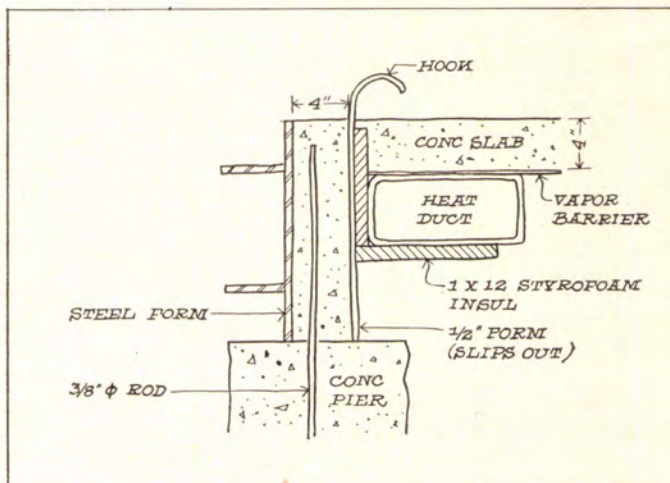 HOOK
4"
CONC SLAB
4"
HEAT
DUCT
VAPOR
BARRIER
1 X 12 STYROFOAM
INSUL
STEEL FORM
1/2" FORM
(SLIPS OUT)
3/8" Φ ROD
CONC
PIER